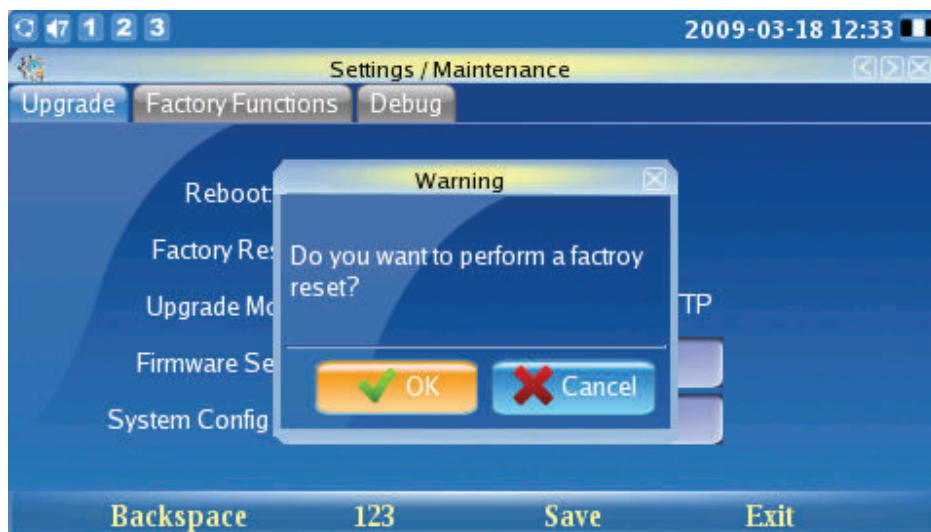 7 1 2 3 2009-03-18 12:33
Settings / Maintenance
Upgrade Factory Functions Debug
Warning
Reboot:
Do you want to perform a factroy
reset?
Factory Res
Upgrade Mo TP
Firmware Se
System Config
OK Cancel
Backspace 123 Save Exit